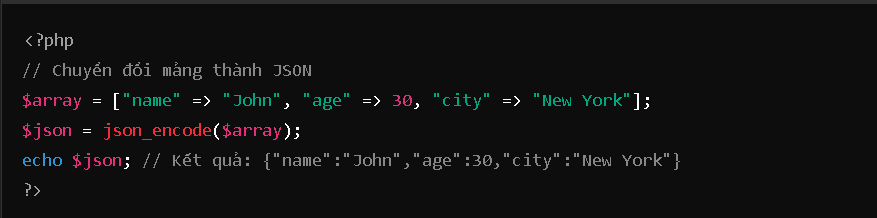 <?php
// Chuyển đổi mảng thành JSON
$array = ["name" => "John", "age" => 30, "city" => "New York"];
$json = json_encode($array);
echo $json; // Kết quả: {"name":"John","age":30,"city":"New York"}
?>